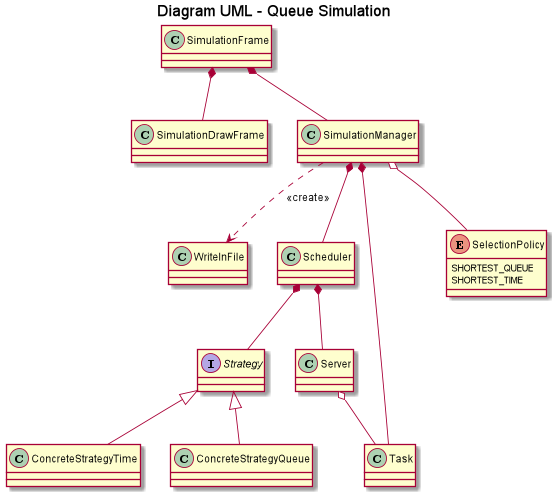 Diagram UML - Queue Simulation
C SimulationFrame
C SimulationDrawFrame
C SimulationManager
«create»
C WriteInFile
C Scheduler
E SelectionPolicy
SHORTEST_QUEUE
SHORTEST_TIME
I Strategy
C Server
C ConcreteStrategyTime
C ConcreteStrategyQueue
C Task